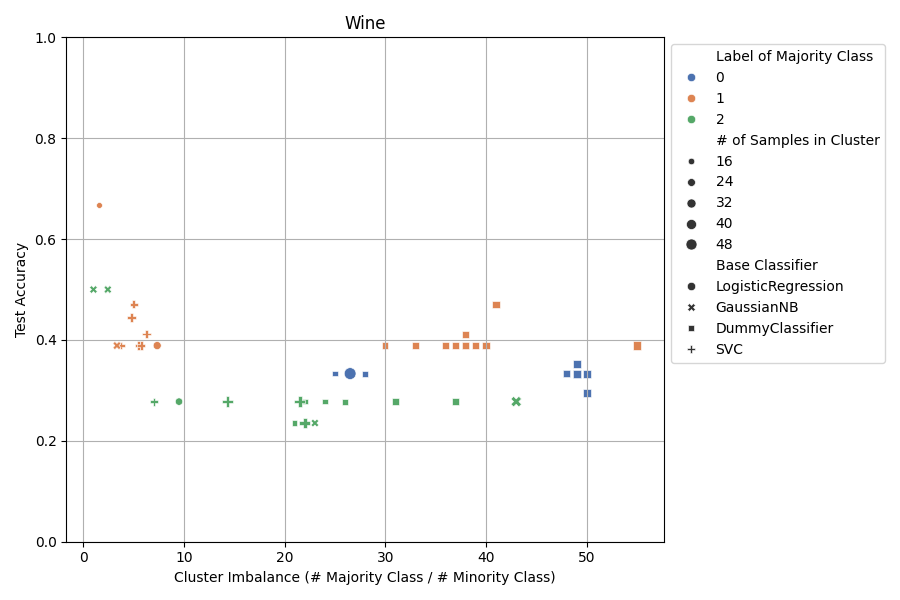 Wine
1.0
0.8
0.6
0.4
0.2
0.0
Test Accuracy
0 10 20 30 40 50
Cluster Imbalance (# Majority Class / # Minority Class)
Label of Majority Class
0
1
2
# of Samples in Cluster
16
24
32
40
48
Base Classifier
LogisticRegression
GaussianNB
DummyClassifier
SVC